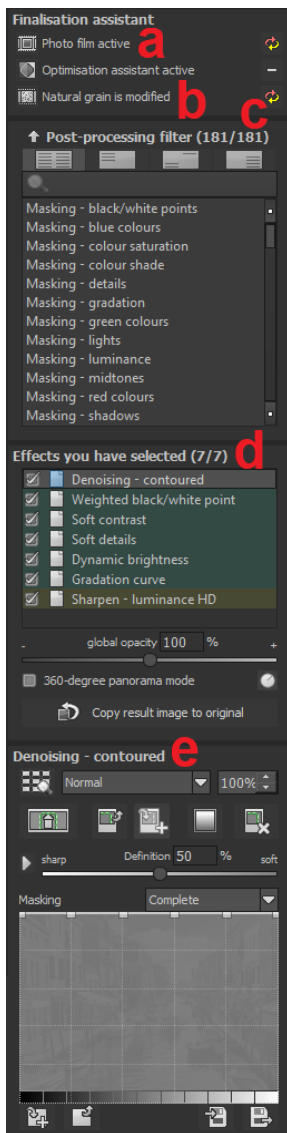 Finalisation assistant
Photo film active a
Optimisation assistant active
Natural grain is modified b
c
Post-processing filter (181/181)
Masking - black/white points
Masking - blue colours
Masking - colour saturation
Masking - colour shade
Masking - details
Masking - gradation
Masking - green colours
Masking - lights
Masking - luminance
Masking - midtones
Masking - red colours
Masking - shadows
Effects you have selected (7/7) d
Denoising - contoured
Weighted black/white point
Soft contrast
Soft details
Dynamic brightness
Gradation curve
Sharpen - luminance HD
- global opacity 100 % +
360-degree panorama mode
Copy result image to original
Denoising - contoured e
Normal 100%
sharp Definition 50 % soft
Masking Complete